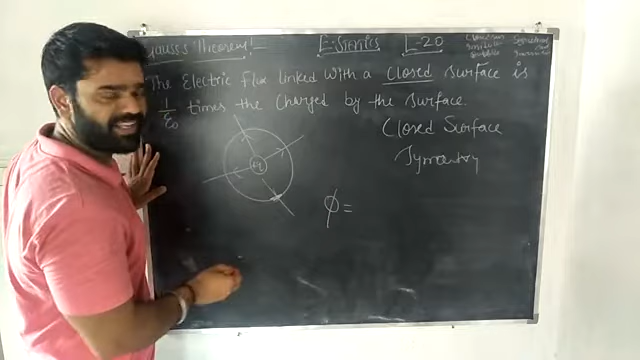 Gauss's Theorem!-
E-Statics
L-20
The Electric Flux linked with a closed surface is
1/ε₀ times the charged by the surface.
Closed Surface
Symmetry
q
φ =